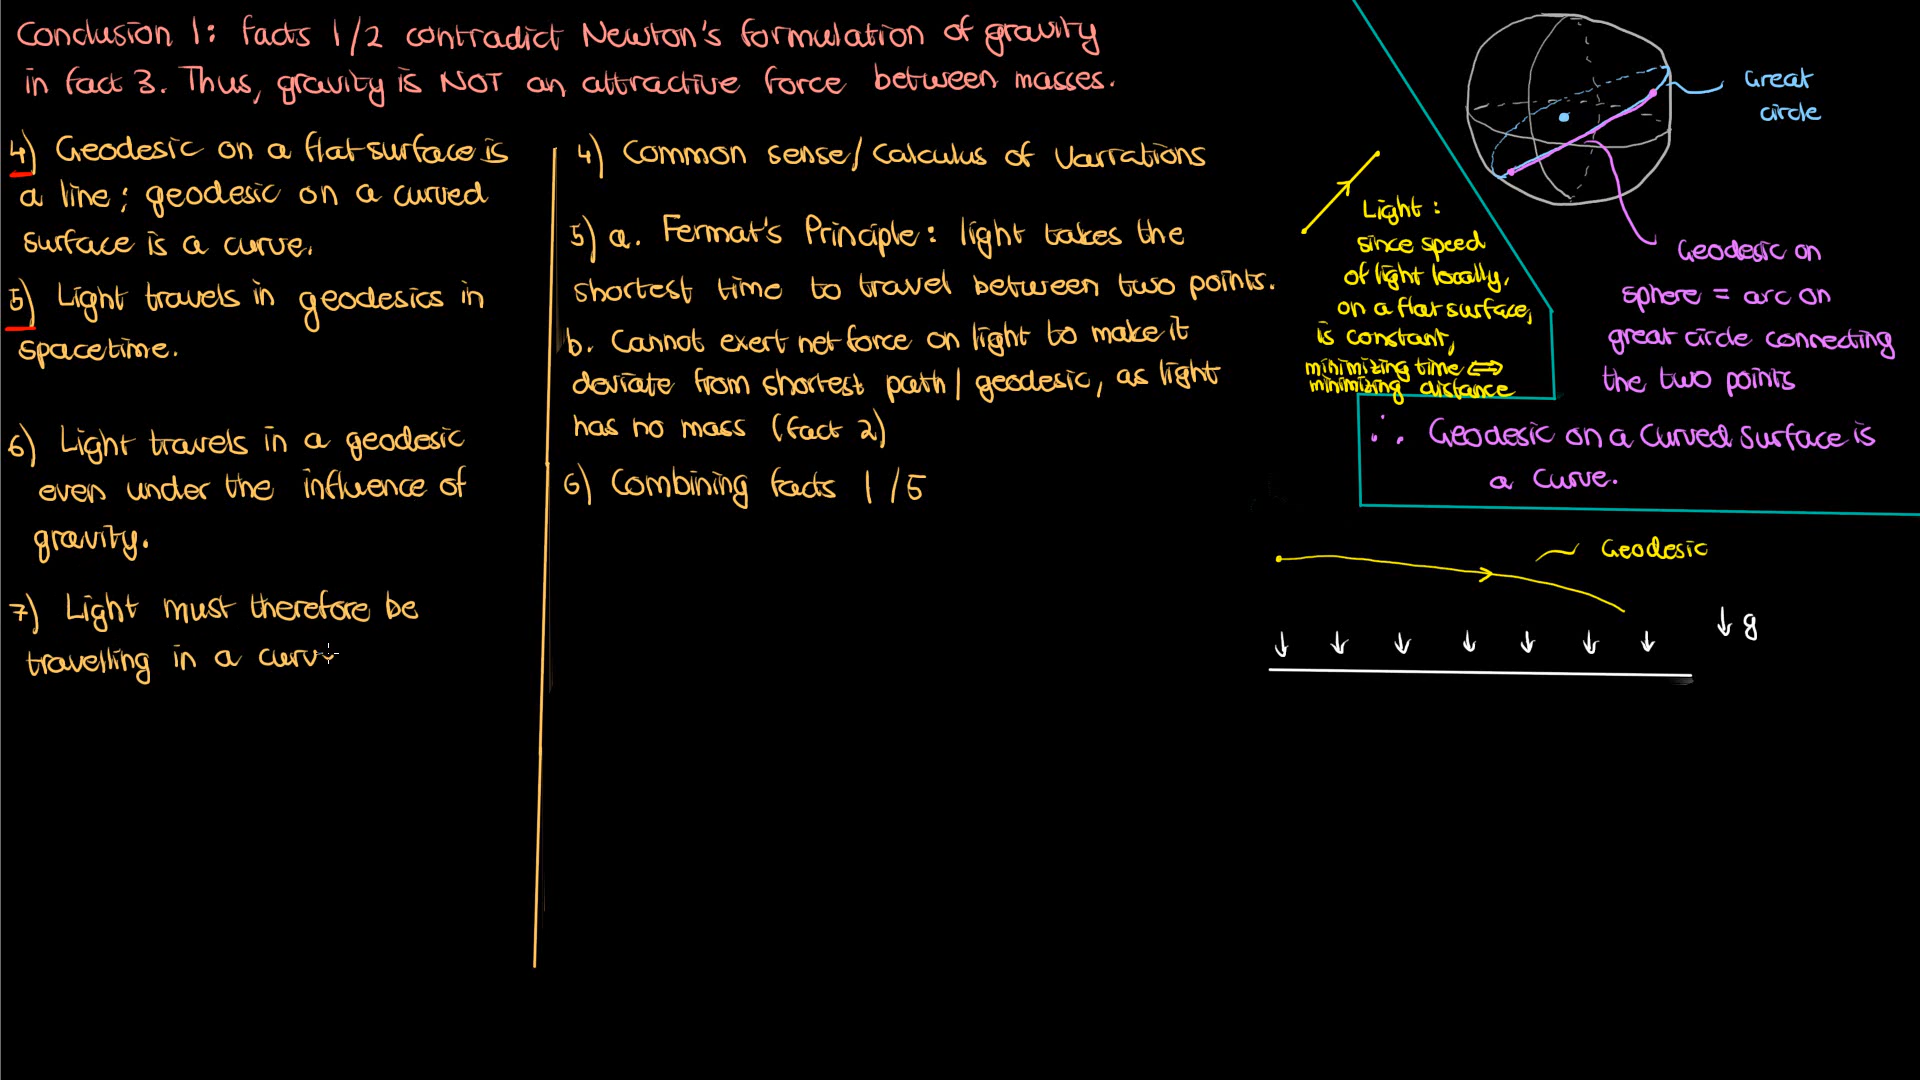 Conclusion 1: Facts 1/2 contradict Newton's formulation of gravity
in fact 3. Thus, gravity is NOT an attractive force between masses.
4) Geodesic on a flat surface is
a line; geodesic on a curved
surface is a curve.
5) Light travels in geodesics in
spacetime.
6) Light travels in a geodesic
even under the influence of
gravity.
7) Light must therefore be
travelling in a curv
4) Common sense/Calculus of Variations
5) a. Fermat's Principle: light takes the
shortest time to travel between two points.
b. Cannot exert net force on light to make it
deviate from shortest path/geodesic, as light
has no mass (fact 2)
6) Combining facts 1/5
Light:
since speed
of light locally,
on a flat surface,
is constant,
minimizing time ⇔
minimizing distance
Great
circle
Geodesic on
sphere = arc on
great circle connecting
the two points
∴ Geodesic on a Curved Surface is
a Curve.
Geodesic
↓ g